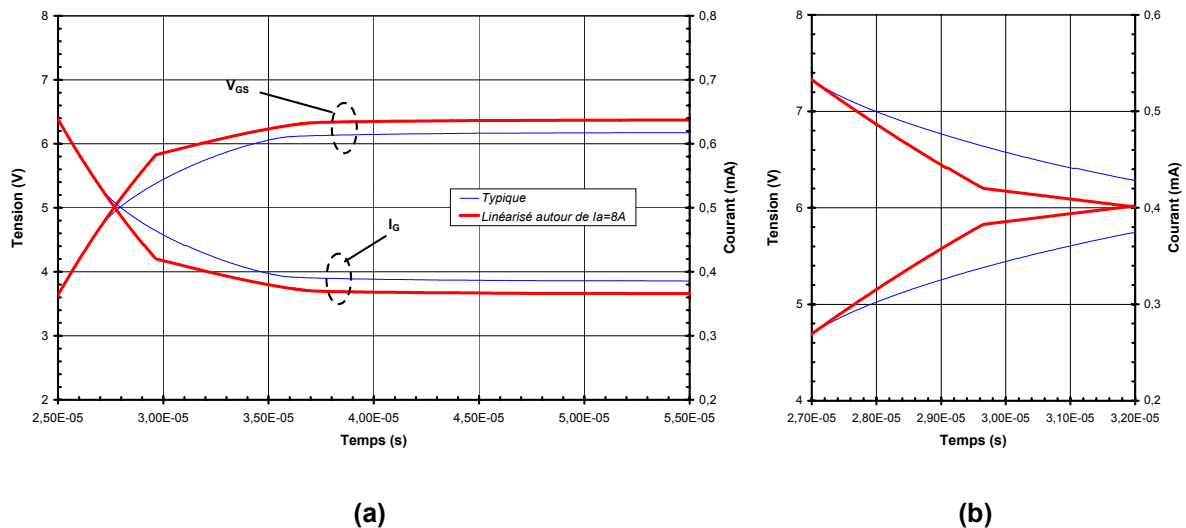 8
7
6
5
4
3
2
Tension (V)
0,8
0,7
0,6
0,5
0,4
0,3
0,2
Courant (mA)
V_GS
I_G
Typique
Linéarisé autour de Ia=8A
2,50E-05 3,00E-05 3,50E-05 4,00E-05 4,50E-05 5,00E-05 5,50E-05
Temps (s)
(a)
8
7
6
5
4
Tension (V)
0,6
0,5
0,4
0,3
0,2
Courant (mA)
2,70E-05 2,80E-05 2,90E-05 3,00E-05 3,10E-05 3,20E-05
Temps (s)
(b)